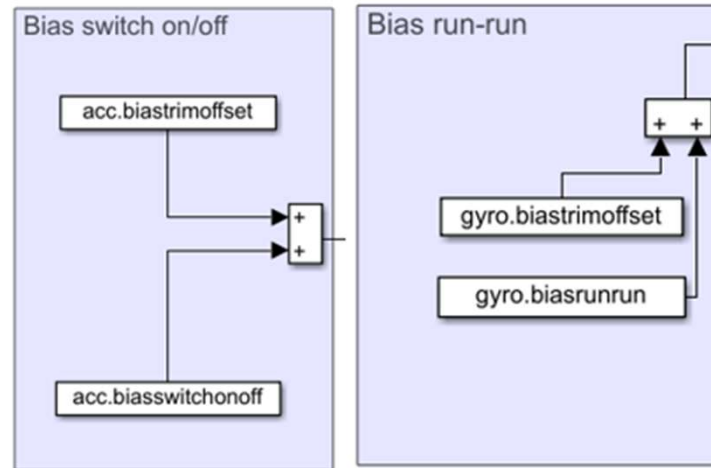 Bias switch on/off
acc.biastrimoffset
+
+
acc.biasswitchonoff
Bias run-run
+ +
gyro.biastrimoffset
gyro.biasrunrun